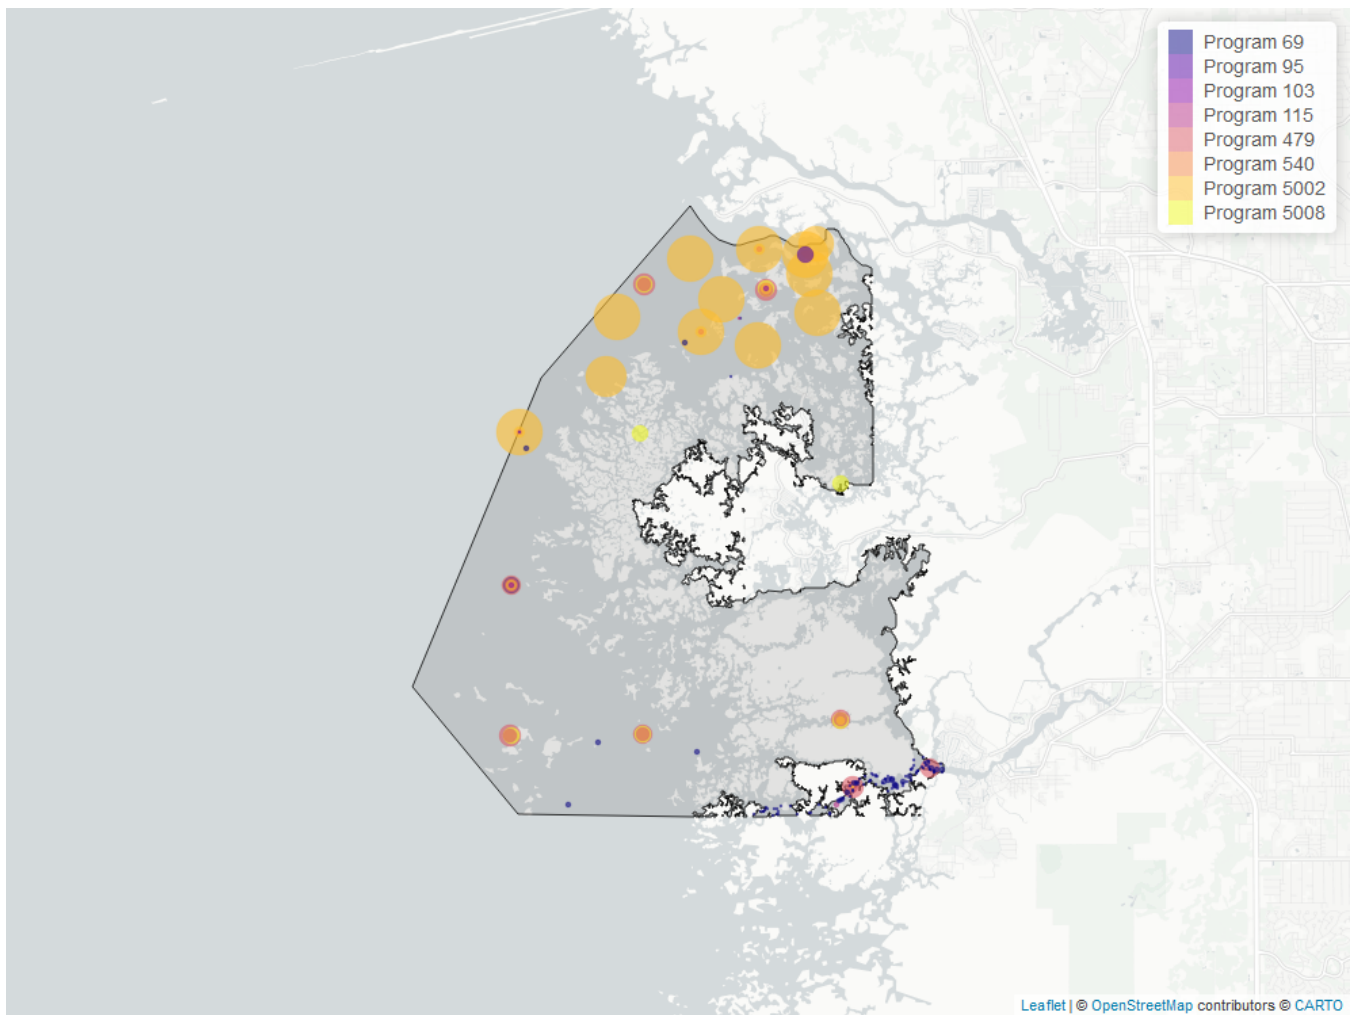 Program 69
Program 95
Program 103
Program 115
Program 479
Program 540
Program 5002
Program 5008
Leaflet | © OpenStreetMap contributors © CARTO